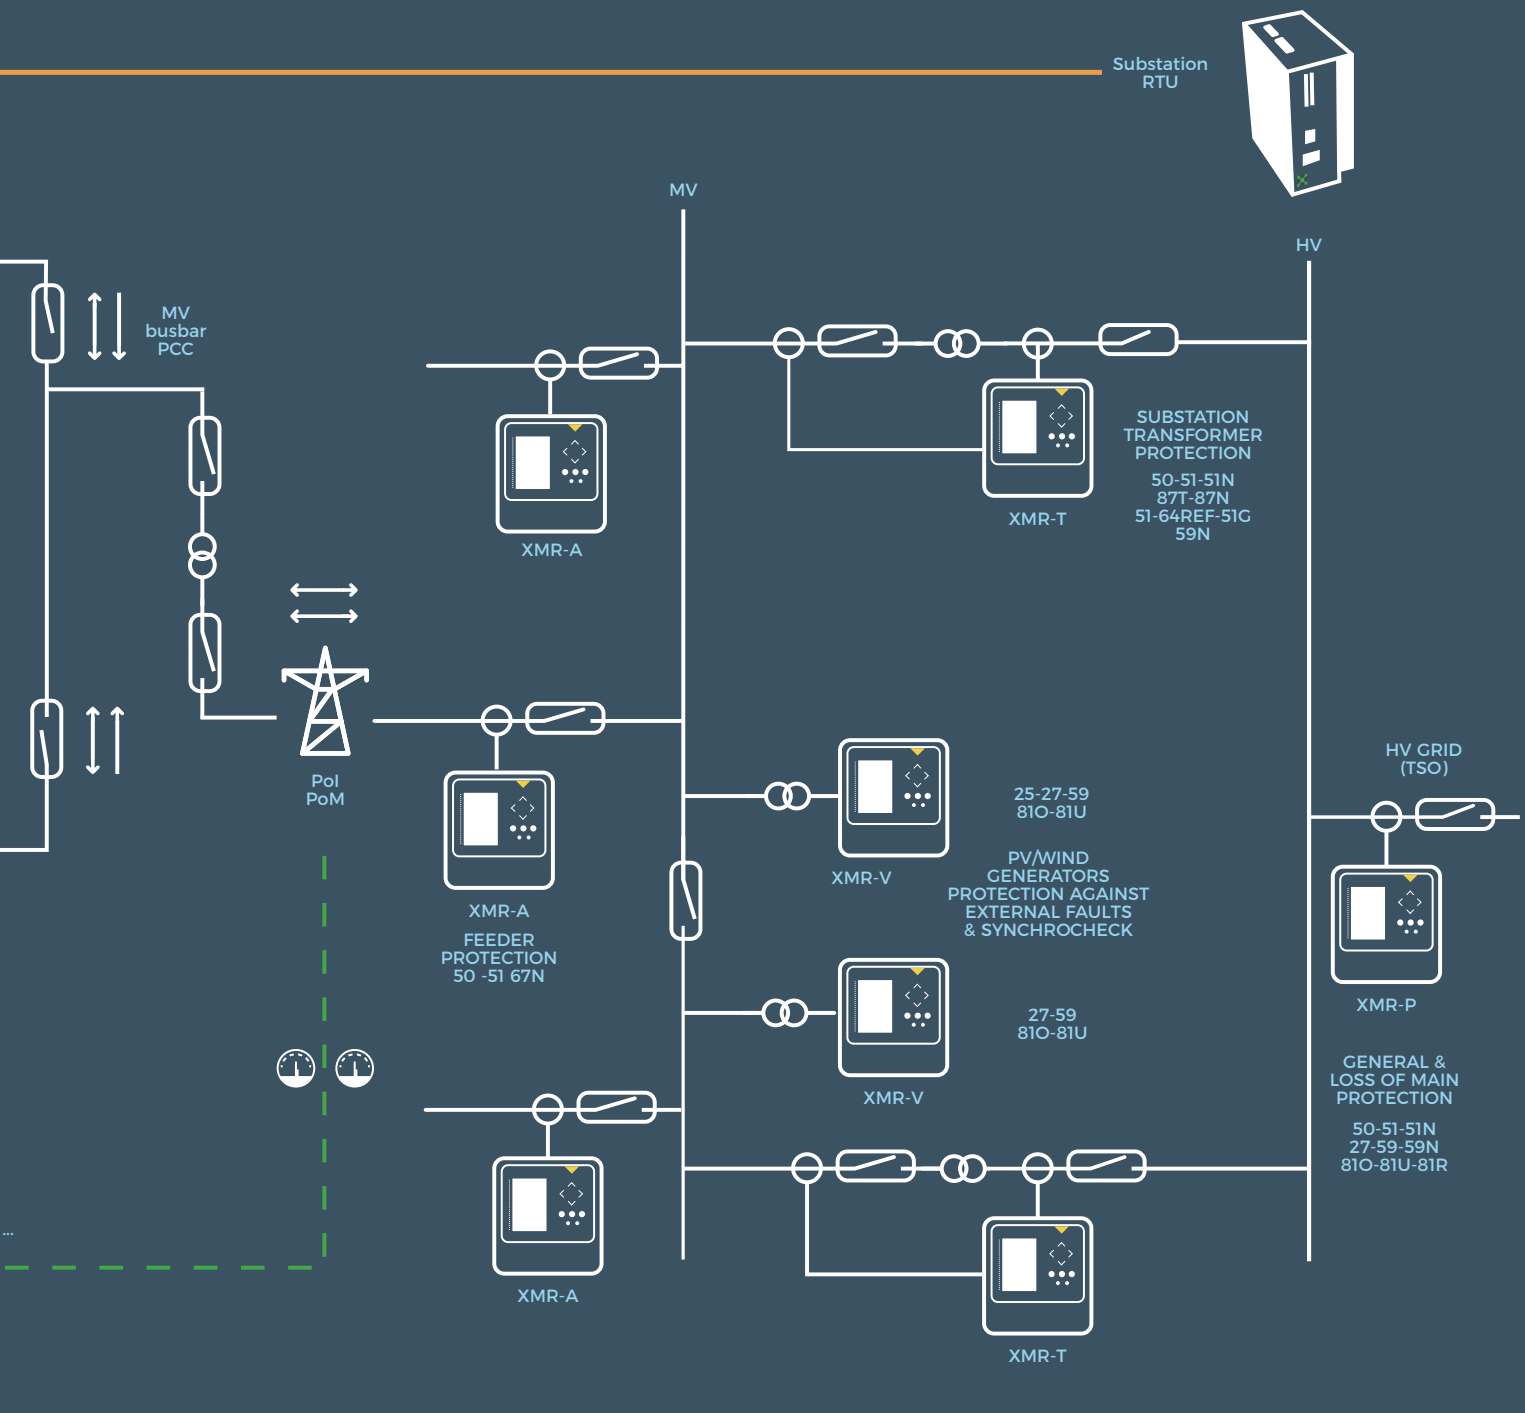 Substation
RTU
MV
HV
MV
busbar
PCC
XMR-A
XMR-T
SUBSTATION
TRANSFORMER
PROTECTION
50-51-51N
87T-87N
51-64REF-51G
59N
PoI
PoM
XMR-A
FEEDER
PROTECTION
50 -51 67N
XMR-V
25-27-59
81O-81U
PV/WIND
GENERATORS
PROTECTION AGAINST
EXTERNAL FAULTS
& SYNCHROCHECK
XMR-V
27-59
81O-81U
HV GRID
(TSO)
XMR-P
GENERAL &
LOSS OF MAIN
PROTECTION
50-51-51N
27-59-59N
81O-81U-81R
...
XMR-A
XMR-T